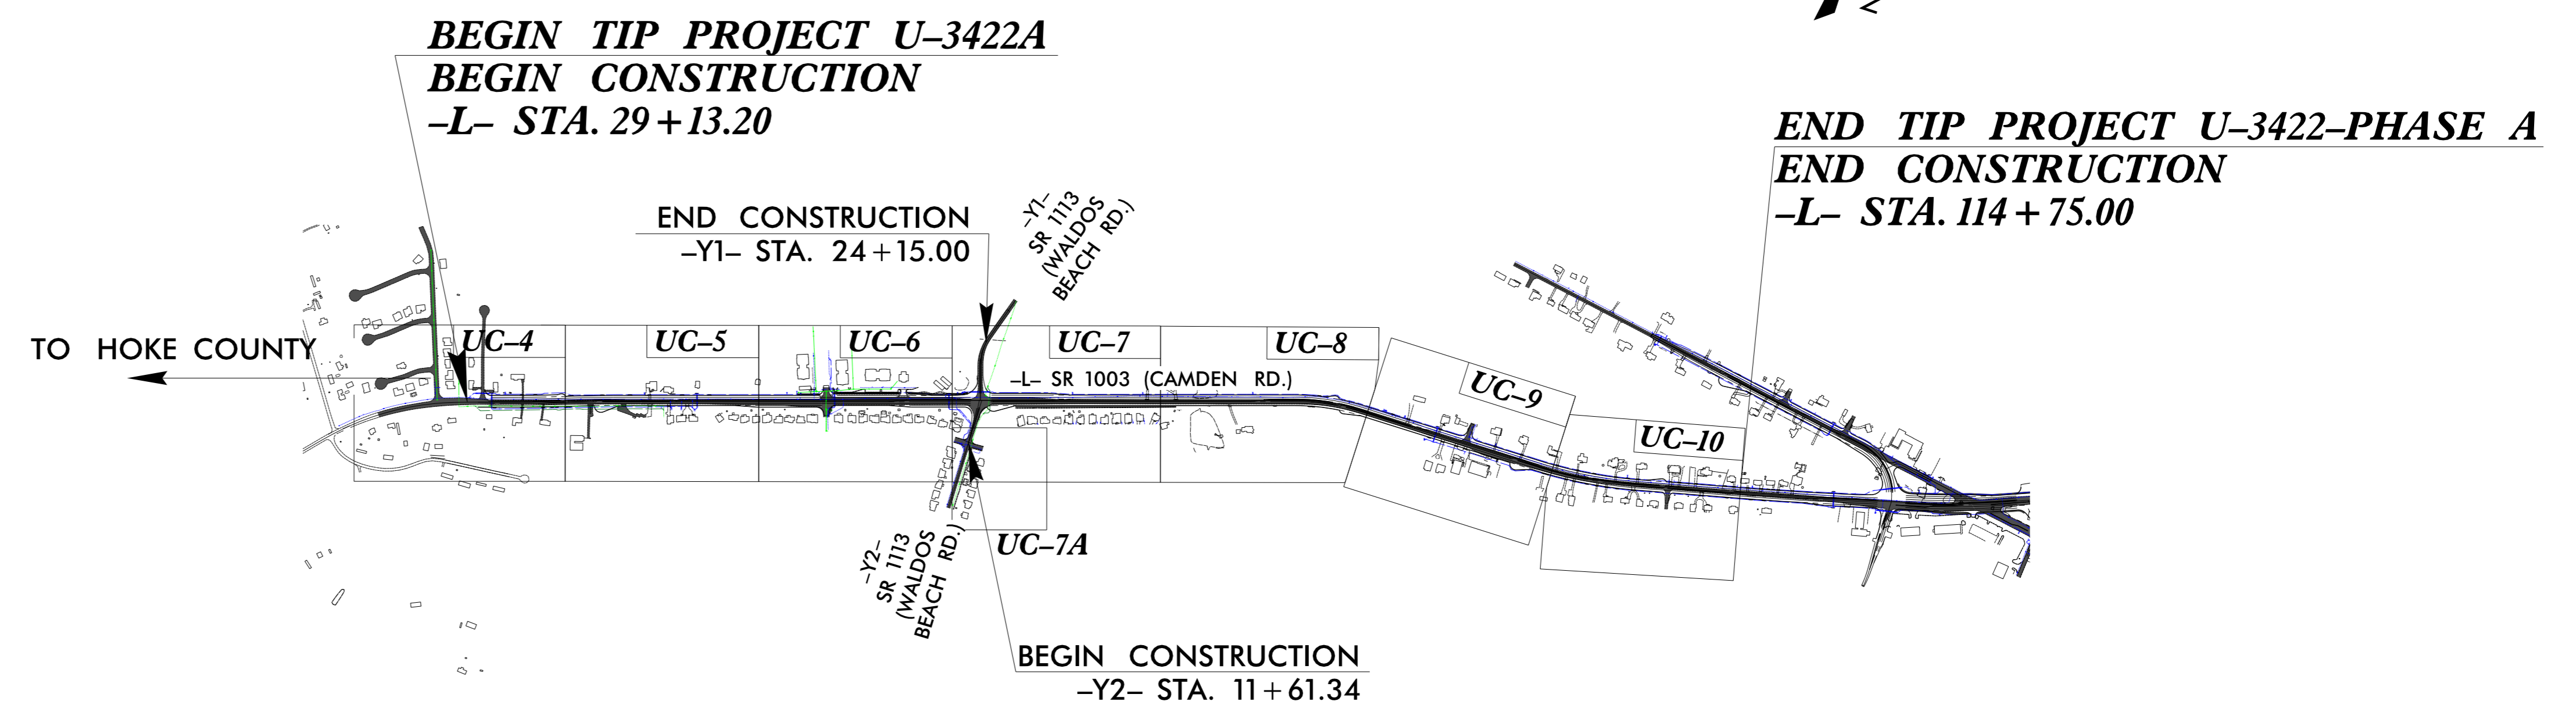 BEGIN TIP PROJECT U–3422A
BEGIN CONSTRUCTION
–L– STA. 29+13.20
END TIP PROJECT U–3422–PHASE A
END CONSTRUCTION
–L– STA. 114+75.00
END CONSTRUCTION
–Y1– STA. 24+15.00
–Y1–
SR 1113
(WALDOS
BEACH RD.)
TO HOKE COUNTY
UC–4
UC–5
UC–6
UC–7
UC–8
–L– SR 1003 (CAMDEN RD.)
UC–9
UC–10
UC–7A
–Y2–
SR 1113
(WALDOS
BEACH RD.)
BEGIN CONSTRUCTION
–Y2– STA. 11+61.34